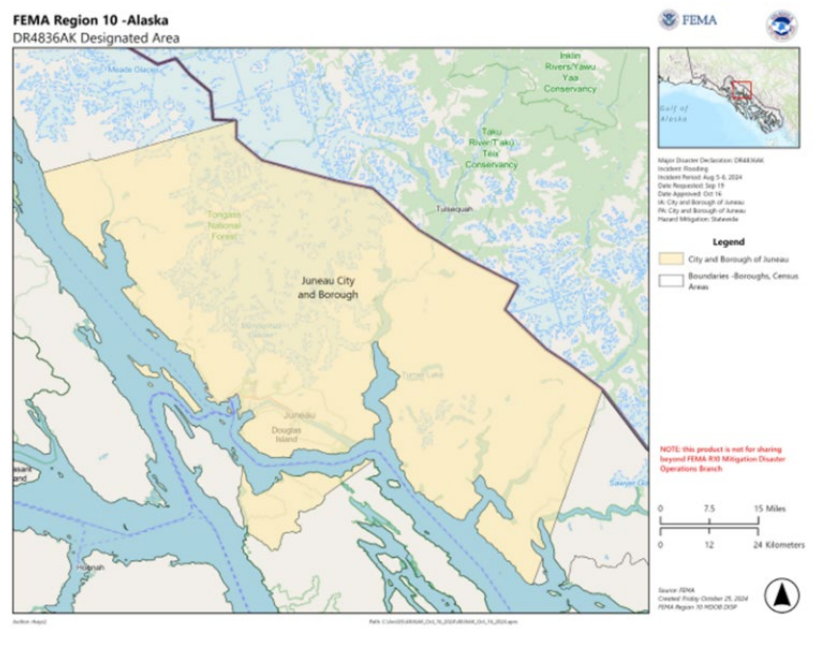 FEMA Region 10 -Alaska
DR4836AK Designated Area
FEMA
Meade Glacier
Inklin
Rivers/Yawu
Yaa
Conservancy
Taku
River/T'aku
Téix'
Conservancy
Tulsequah
Tongass
National
Forest
Juneau City
and Borough
Mendenhall
Glacier
Turner Lake
Juneau
Douglas
Island
Hoonah
Gulf of
Alaska
Major Disaster Declaration: DR4836AK
Incident: Flooding
Incident Period: Aug 5-6, 2024
Date Requested: Sep 19
Date Approved: Oct 16
IA: City and Borough of Juneau
PA: City and Borough of Juneau
Hazard Mitigation: Statewide
Legend
City and Borough of Juneau
Boundaries -Boroughs, Census
Areas
NOTE: this product is not for sharing
beyond FEMA R10 Mitigation Disaster
Operations Branch
0 7.5 15 Miles
0 12 24 Kilometers
Source: FEMA
Created Friday October 25, 2024
FEMA Region 10 MOOB DOP